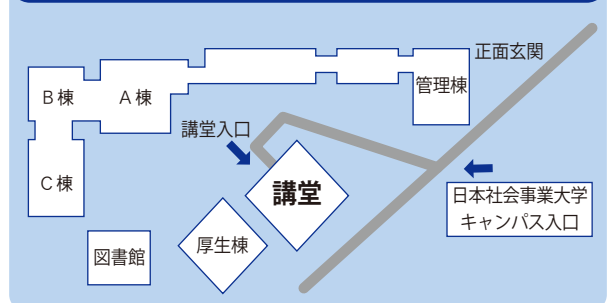 正面玄関
管理棟
B棟
A棟
講堂入口
C棟
講堂
日本社会事業大学
キャンパス入口
厚生棟
図書館